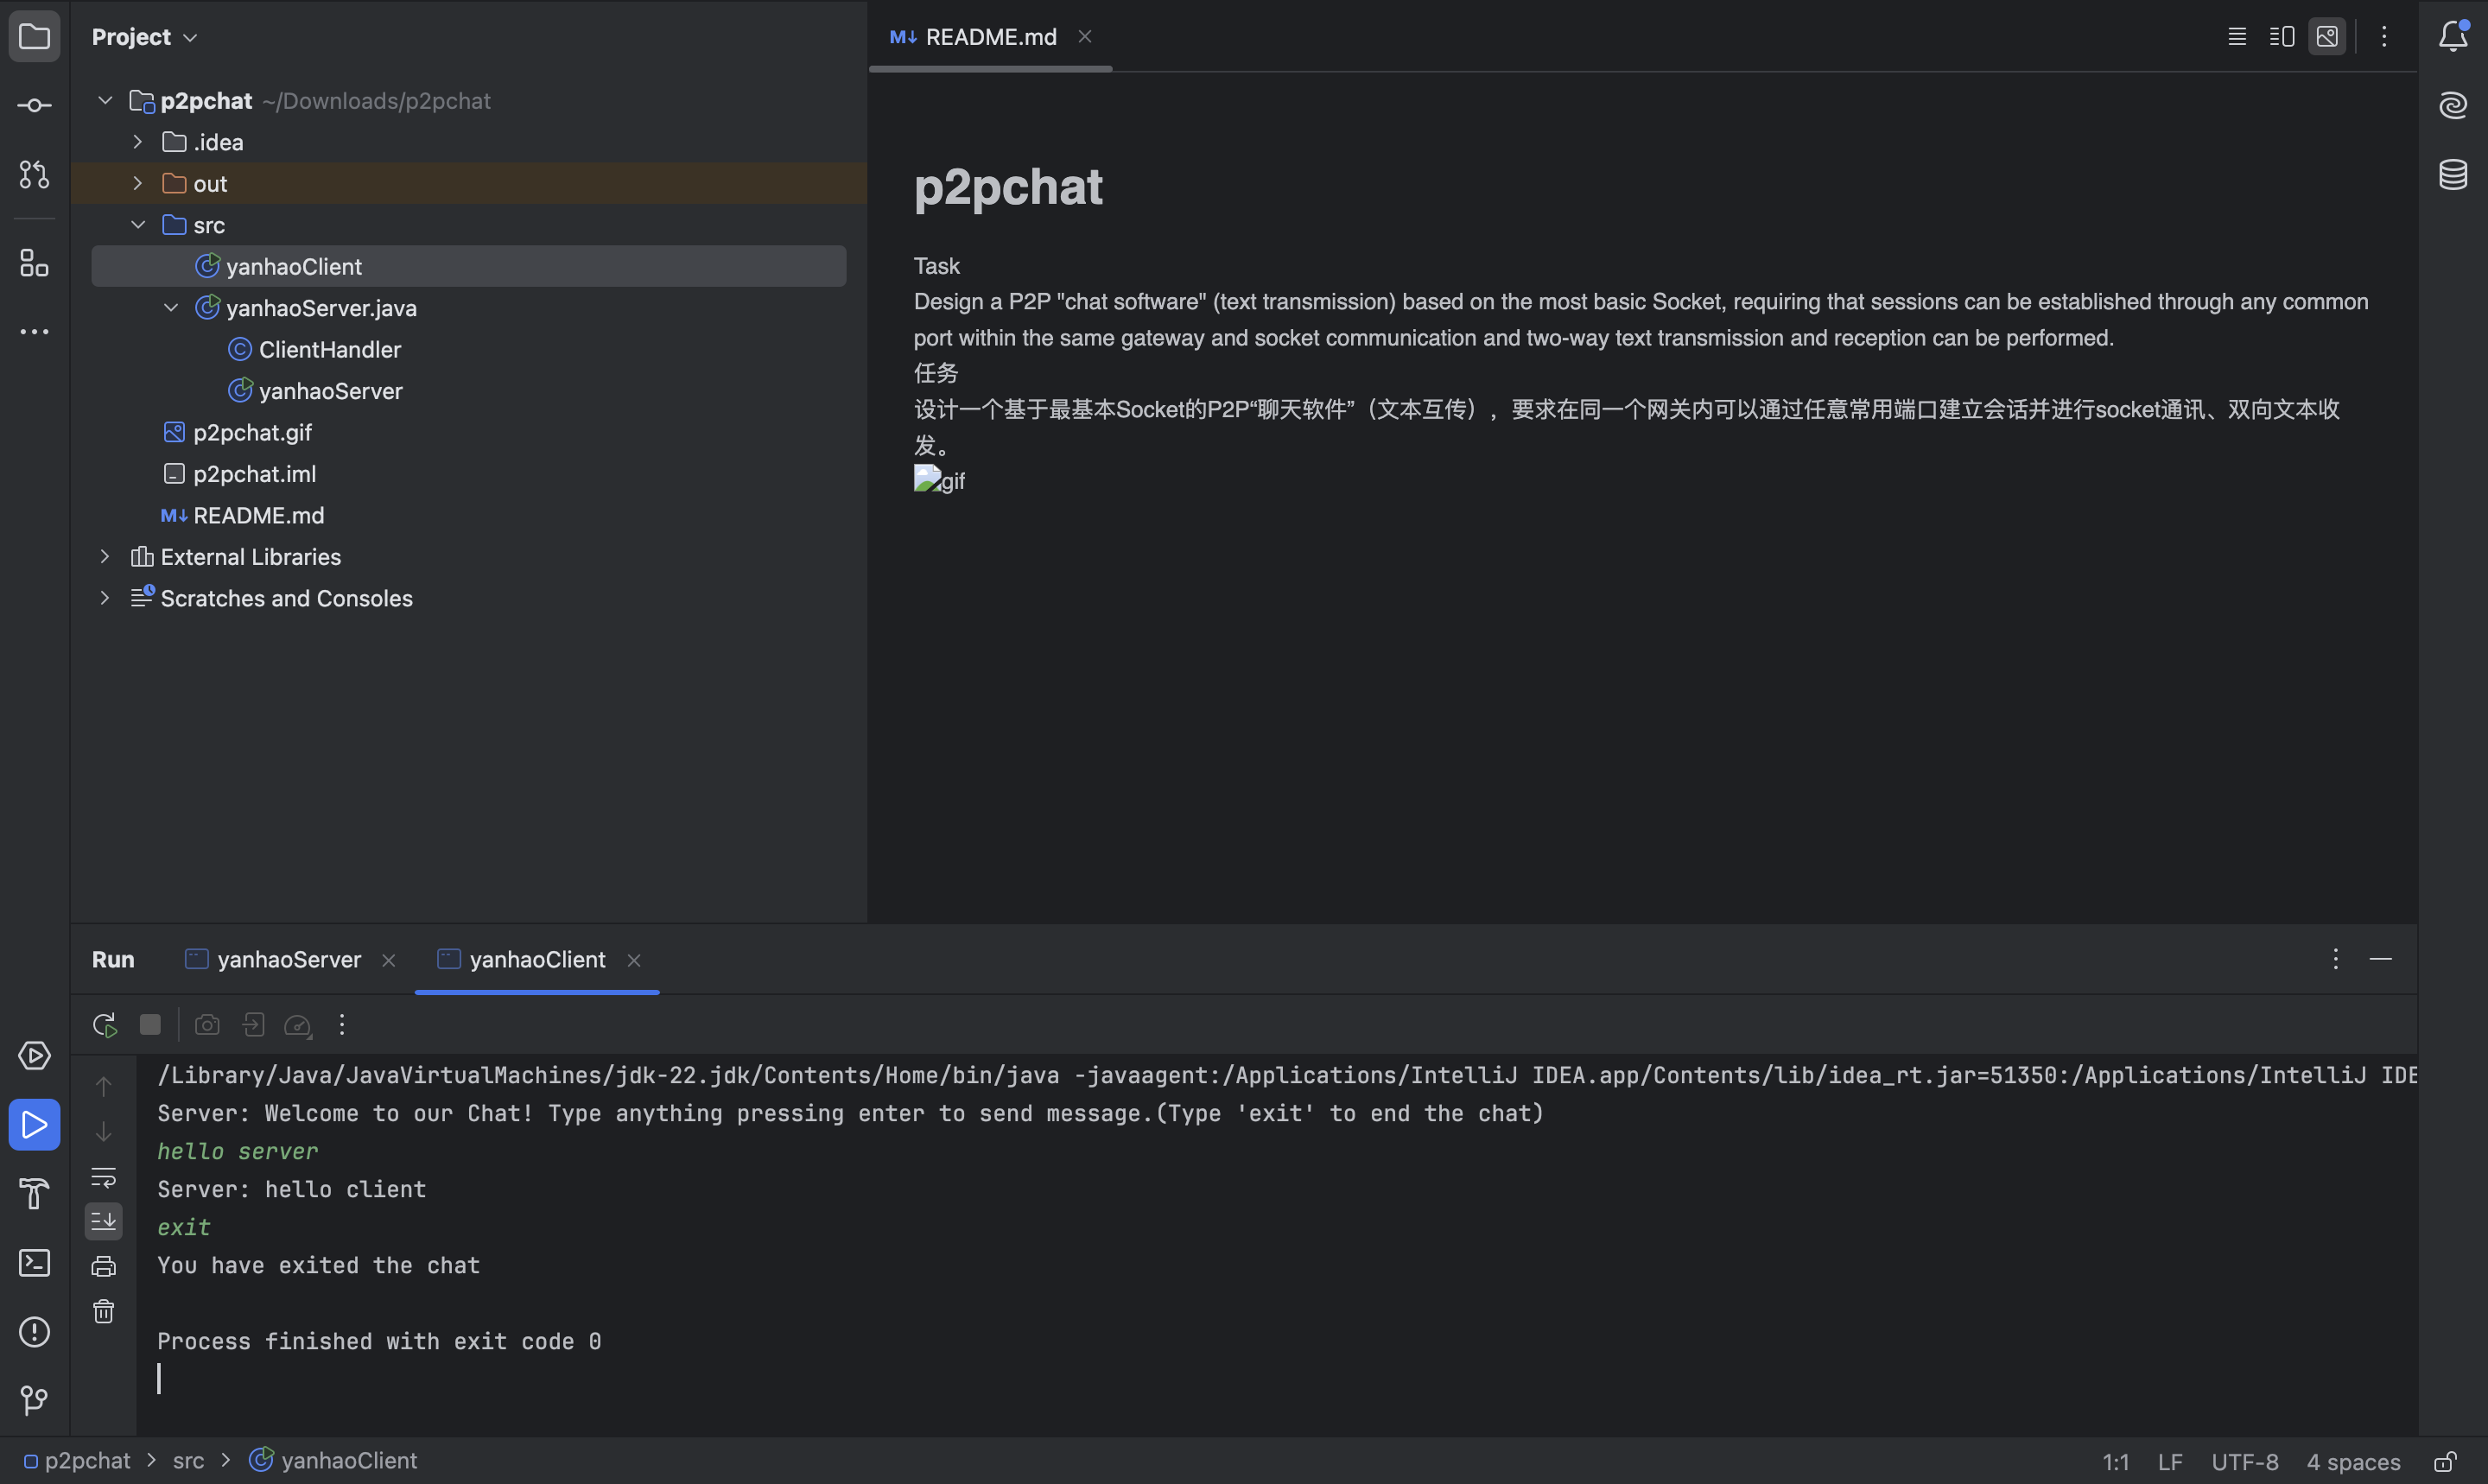 Project
p2pchat ~/Downloads/p2pchat
.idea
out
src
yanhaoClient
yanhaoServer.java
ClientHandler
yanhaoServer
p2pchat.gif
p2pchat.iml
M↓ README.md
External Libraries
Scratches and Consoles
M↓ README.md
p2pchat
Task
Design a P2P "chat software" (text transmission) based on the most basic Socket, requiring that sessions can be established through any common
port within the same gateway and socket communication and two-way text transmission and reception can be performed.
任务
设计一个基于最基本Socket的P2P“聊天软件”（文本互传），要求在同一个网关内可以通过任意常用端口建立会话并进行socket通讯、双向文本收
发。
gif
Run yanhaoServer yanhaoClient
/Library/Java/JavaVirtualMachines/jdk-22.jdk/Contents/Home/bin/java -javaagent:/Applications/IntelliJ IDEA.app/Contents/lib/idea_rt.jar=51350:/Applications/IntelliJ IDE
Server: Welcome to our Chat! Type anything pressing enter to send message.(Type 'exit' to end the chat)
hello server
Server: hello client
exit
You have exited the chat
Process finished with exit code 0
p2pchat > src > yanhaoClient
1:1 LF UTF-8 4 spaces